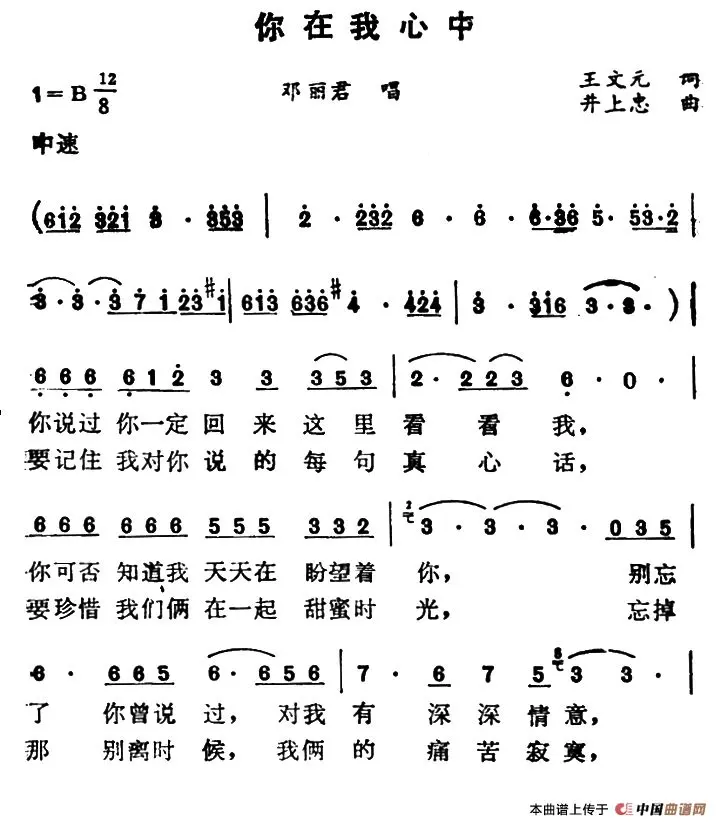 你在我心中
1=B 12/8 邓丽君 唱 王文元 词
井上忠 曲
中速
(6i2 321 3· 353 | 2· 232 6· 6· 6·36 5· 53·2 |
3· 3· 3 7 i 23#i | 6i3 636 #4· 424 | 3· 3i6 3·3·) |
666 612 3 3 353 | 2· 2 2 3 6· 0·
你说过 你一定 回 来 这 里 看 看 我,
要记住 我对你 说 的 每 句 真 心 话,
666 666 555 332 | 2 3· 3· 3· 035 |
你可否 知道我 天天在 盼望着 你, 别忘
要珍惜 我们俩 在一起 甜蜜时 光, 忘掉
6· 665 6· 656 | 7· 6 7 5 6 3 3· |
了 你曾说 过, 对我 有 深 深 情 意,
那 别离时 候, 我俩 的 痛 苦 寂 寞,
本曲谱上传于 中国曲谱网